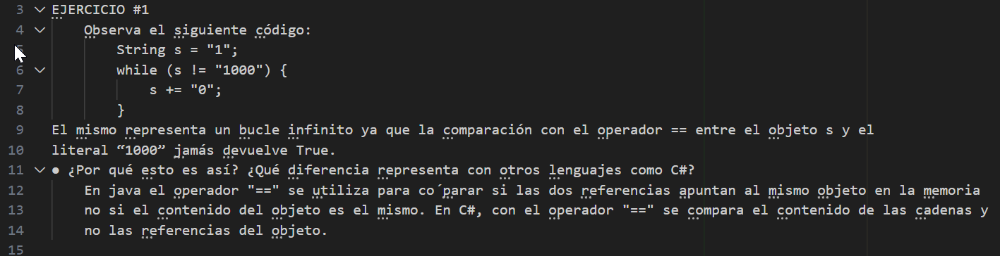 3 EJERCICIO #1
4 Observa el siguiente código:
5 String s = "1";
6 while (s != "1000") {
7 s += "0";
8 }
9 El mismo representa un bucle infinito ya que la comparación con el operador == entre el objeto s y el
10 literal “1000” jamás devuelve True.
11 ● ¿Por qué esto es así? ¿Qué diferencia representa con otros lenguajes como C#?
12 En java el operador "==" se utiliza para co´parar si las dos referencias apuntan al mismo objeto en la memoria
13 no si el contenido del objeto es el mismo. En C#, con el operador "==" se compara el contenido de las cadenas y
14 no las referencias del objeto.
15